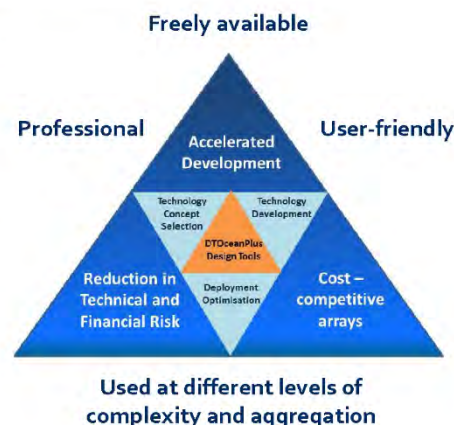 Freely available
Professional
User-friendly
Accelerated
Development
Technology
Concept
Selection
Technology
Development
DTOceanPlus
Design Tools
Reduction in
Technical and
Financial Risk
Deployment
Optimisation
Cost –
competitive
arrays
Used at different levels of
complexity and aggregation